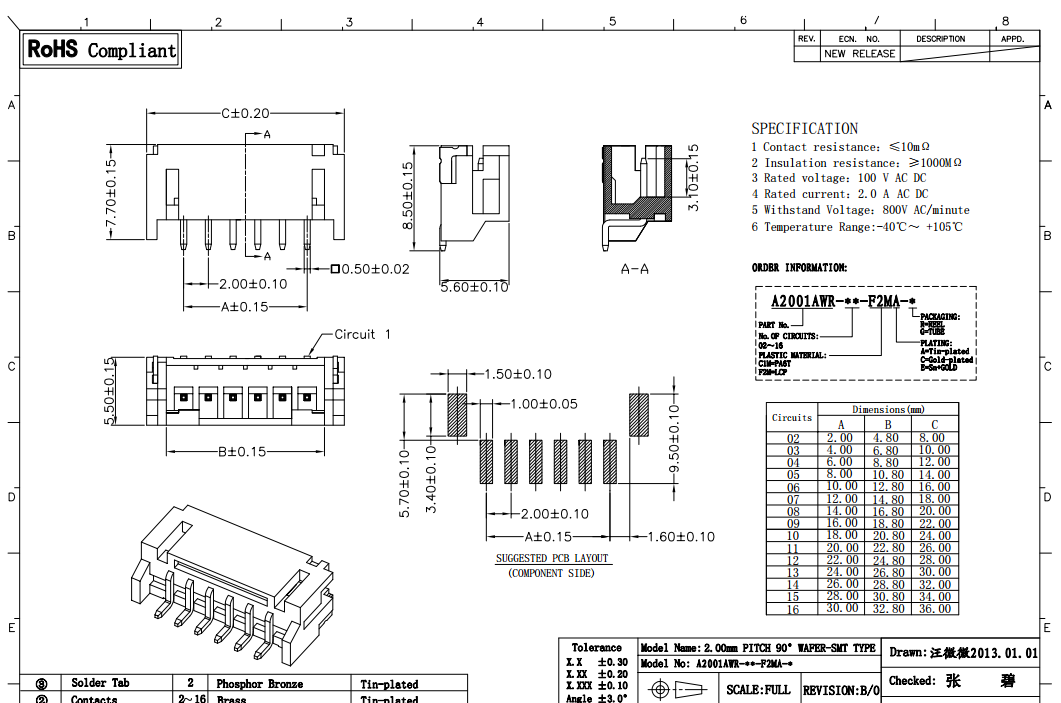 1 2 3 4 5 6 7 8
RoHS Compliant
REV. ECN. NO. DESCRIPTION APPD.
NEW RELEASE
A A
C±0.20
A
7.70±0.15
A
□0.50±0.02
2.00±0.10
A±0.15
8.50±0.15
5.60±0.10
3.10±0.15
A-A
SPECIFICATION
1 Contact resistance: ≤10mΩ
2 Insulation resistance: ≥1000MΩ
3 Rated voltage: 100 V AC DC
4 Rated current: 2.0 A AC DC
5 Withstand Voltage: 800V AC/minute
6 Temperature Range:-40℃～ +105℃
B B
ORDER INFORMATION:
A2001AWR-**-F2MA-*
PART No.
No.OF CIRCUITS:
02～16
PLASTIC MATERIAL:
C1M=PA6T
F2M=LCP
PACKAGING:
R=REEL
G=TUBE
PLATING:
A=Tin-plated
C=Gold-plated
E=Sn+GOLD
C C
Circuit 1
5.50±0.15
B±0.15
1.50±0.10
1.00±0.05
5.70±0.10
3.40±0.10
9.50±0.10
2.00±0.10
A±0.15
1.60±0.10
SUGGESTED PCB LAYOUT
(COMPONENT SIDE)
Circuits Dimensions(mm)
A B C
02 2.00 4.80 8.00
03 4.00 6.80 10.00
04 6.00 8.80 12.00
05 8.00 10.80 14.00
06 10.00 12.80 16.00
07 12.00 14.80 18.00
08 14.00 16.80 20.00
09 16.00 18.80 22.00
10 18.00 20.80 24.00
11 20.00 22.80 26.00
12 22.00 24.80 28.00
13 24.00 26.80 30.00
14 26.00 28.80 32.00
15 28.00 30.80 34.00
16 30.00 32.80 36.00
D D
E E
Tolerance
X.X ±0.30
X.XX ±0.20
X.XXX ±0.10
Angle ±3.0°
Model Name: 2.00mm PITCH 90° WAFER-SMT TYPE
Model No: A2001AWR-**-F2MA-*
SCALE:FULL REVISION:B/0
Drawn: 汪微微2013.01.01
Checked: 张 碧
③ Solder Tab 2 Phosphor Bronze Tin-plated
② Contacts 2～16 Brass Tin-plated